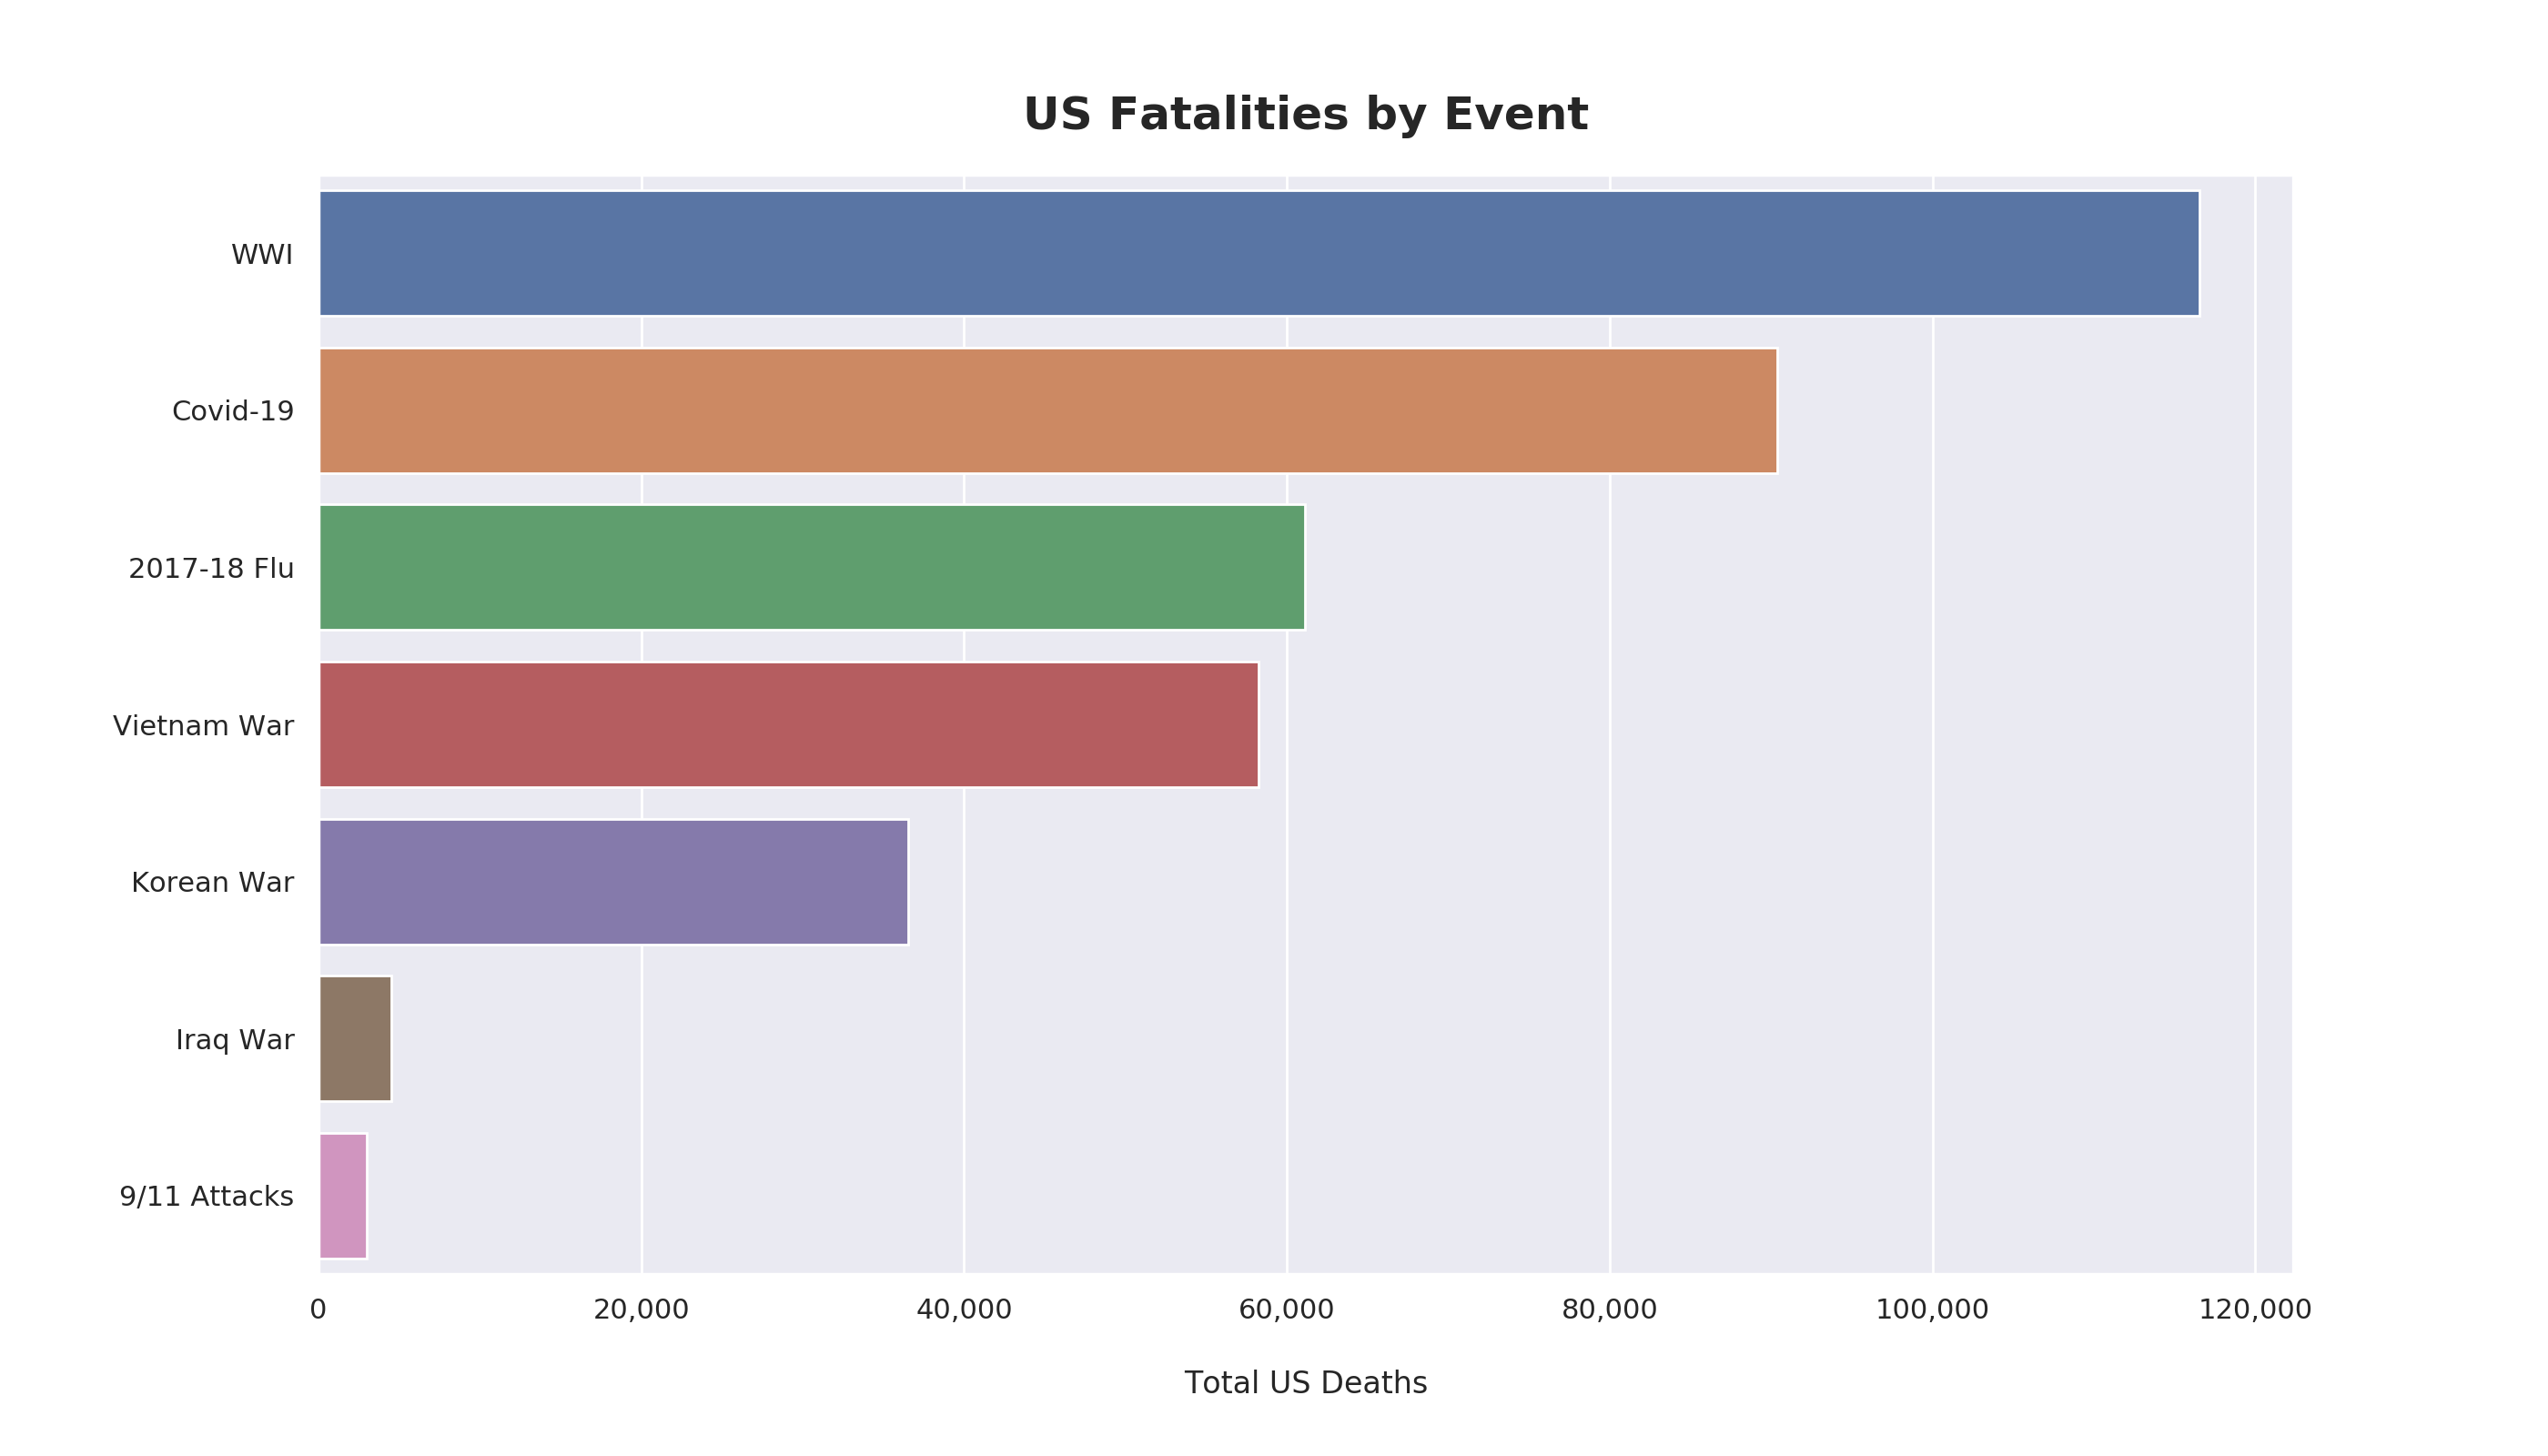 US Fatalities by Event
WWI
Covid-19
2017-18 Flu
Vietnam War
Korean War
Iraq War
9/11 Attacks
0 20,000 40,000 60,000 80,000 100,000 120,000
Total US Deaths